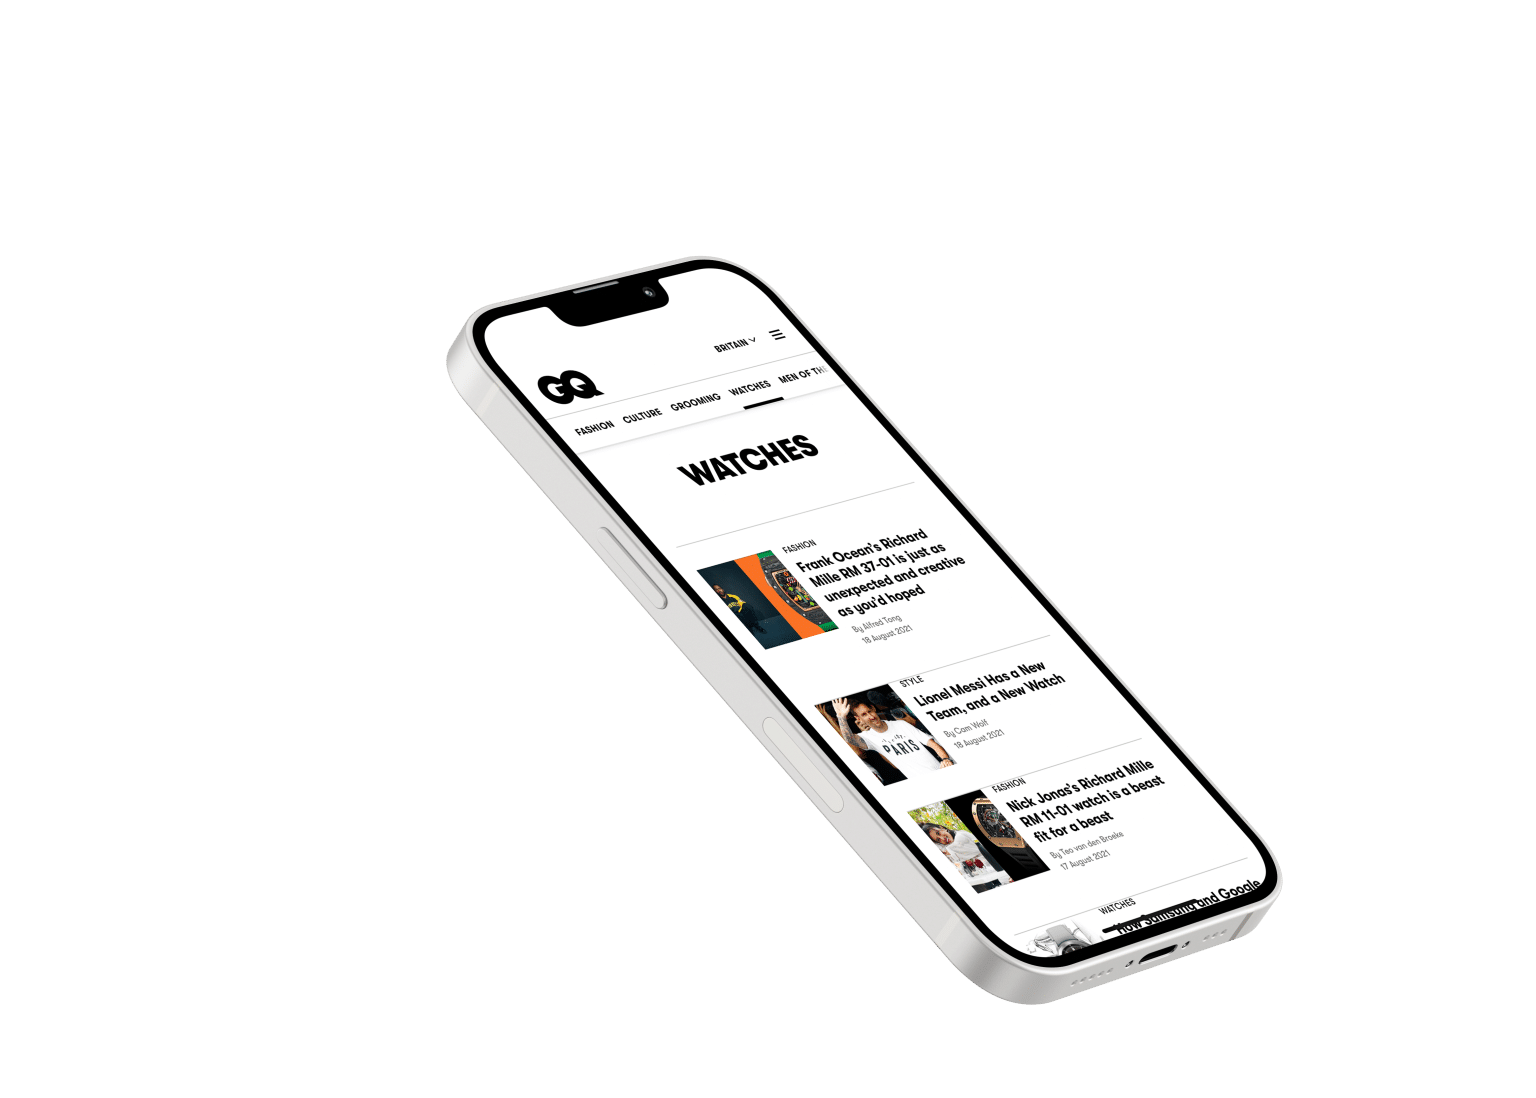 BRITAIN
GQ
FASHION CULTURE GROOMING WATCHES MEN OF TH
WATCHES
FASHION
Frank Ocean's Richard
Mille RM 37-01 is just as
unexpected and creative
as you'd hoped
By Alfred Tong
18 August 2021
STYLE
Lionel Messi Has a New
Team, and a New Watch
By Cam Wolf
18 August 2021
PARIS
FASHION
Nick Jonas's Richard Mille
RM 11-01 watch is a beast
fit for a beast
By Teo van den Broeke
17 August 2021
WATCHES
How Samsung and Google